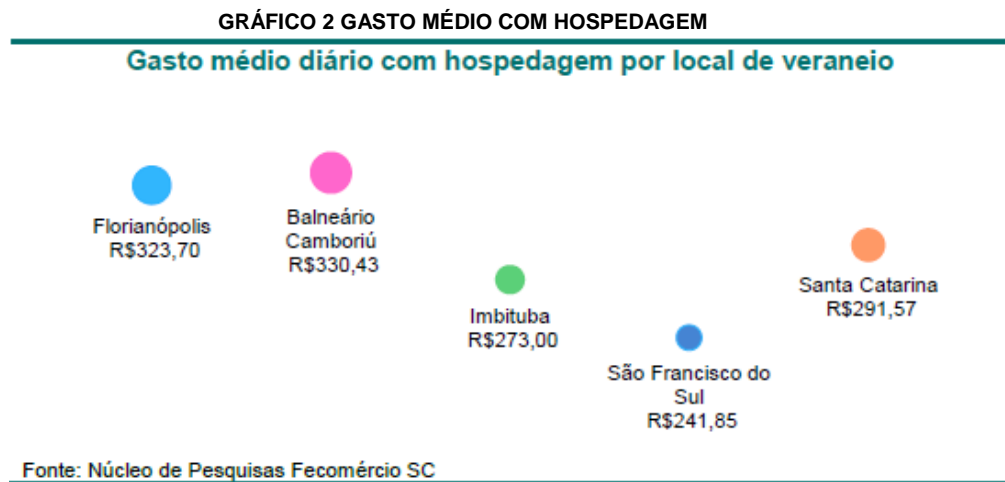 GRÁFICO 2 GASTO MÉDIO COM HOSPEDAGEM
Gasto médio diário com hospedagem por local de veraneio
Florianópolis
R$323,70
Balneário
Camboriú
R$330,43
Imbituba
R$273,00
São Francisco do
Sul
R$241,85
Santa Catarina
R$291,57
Fonte: Núcleo de Pesquisas Fecomércio SC